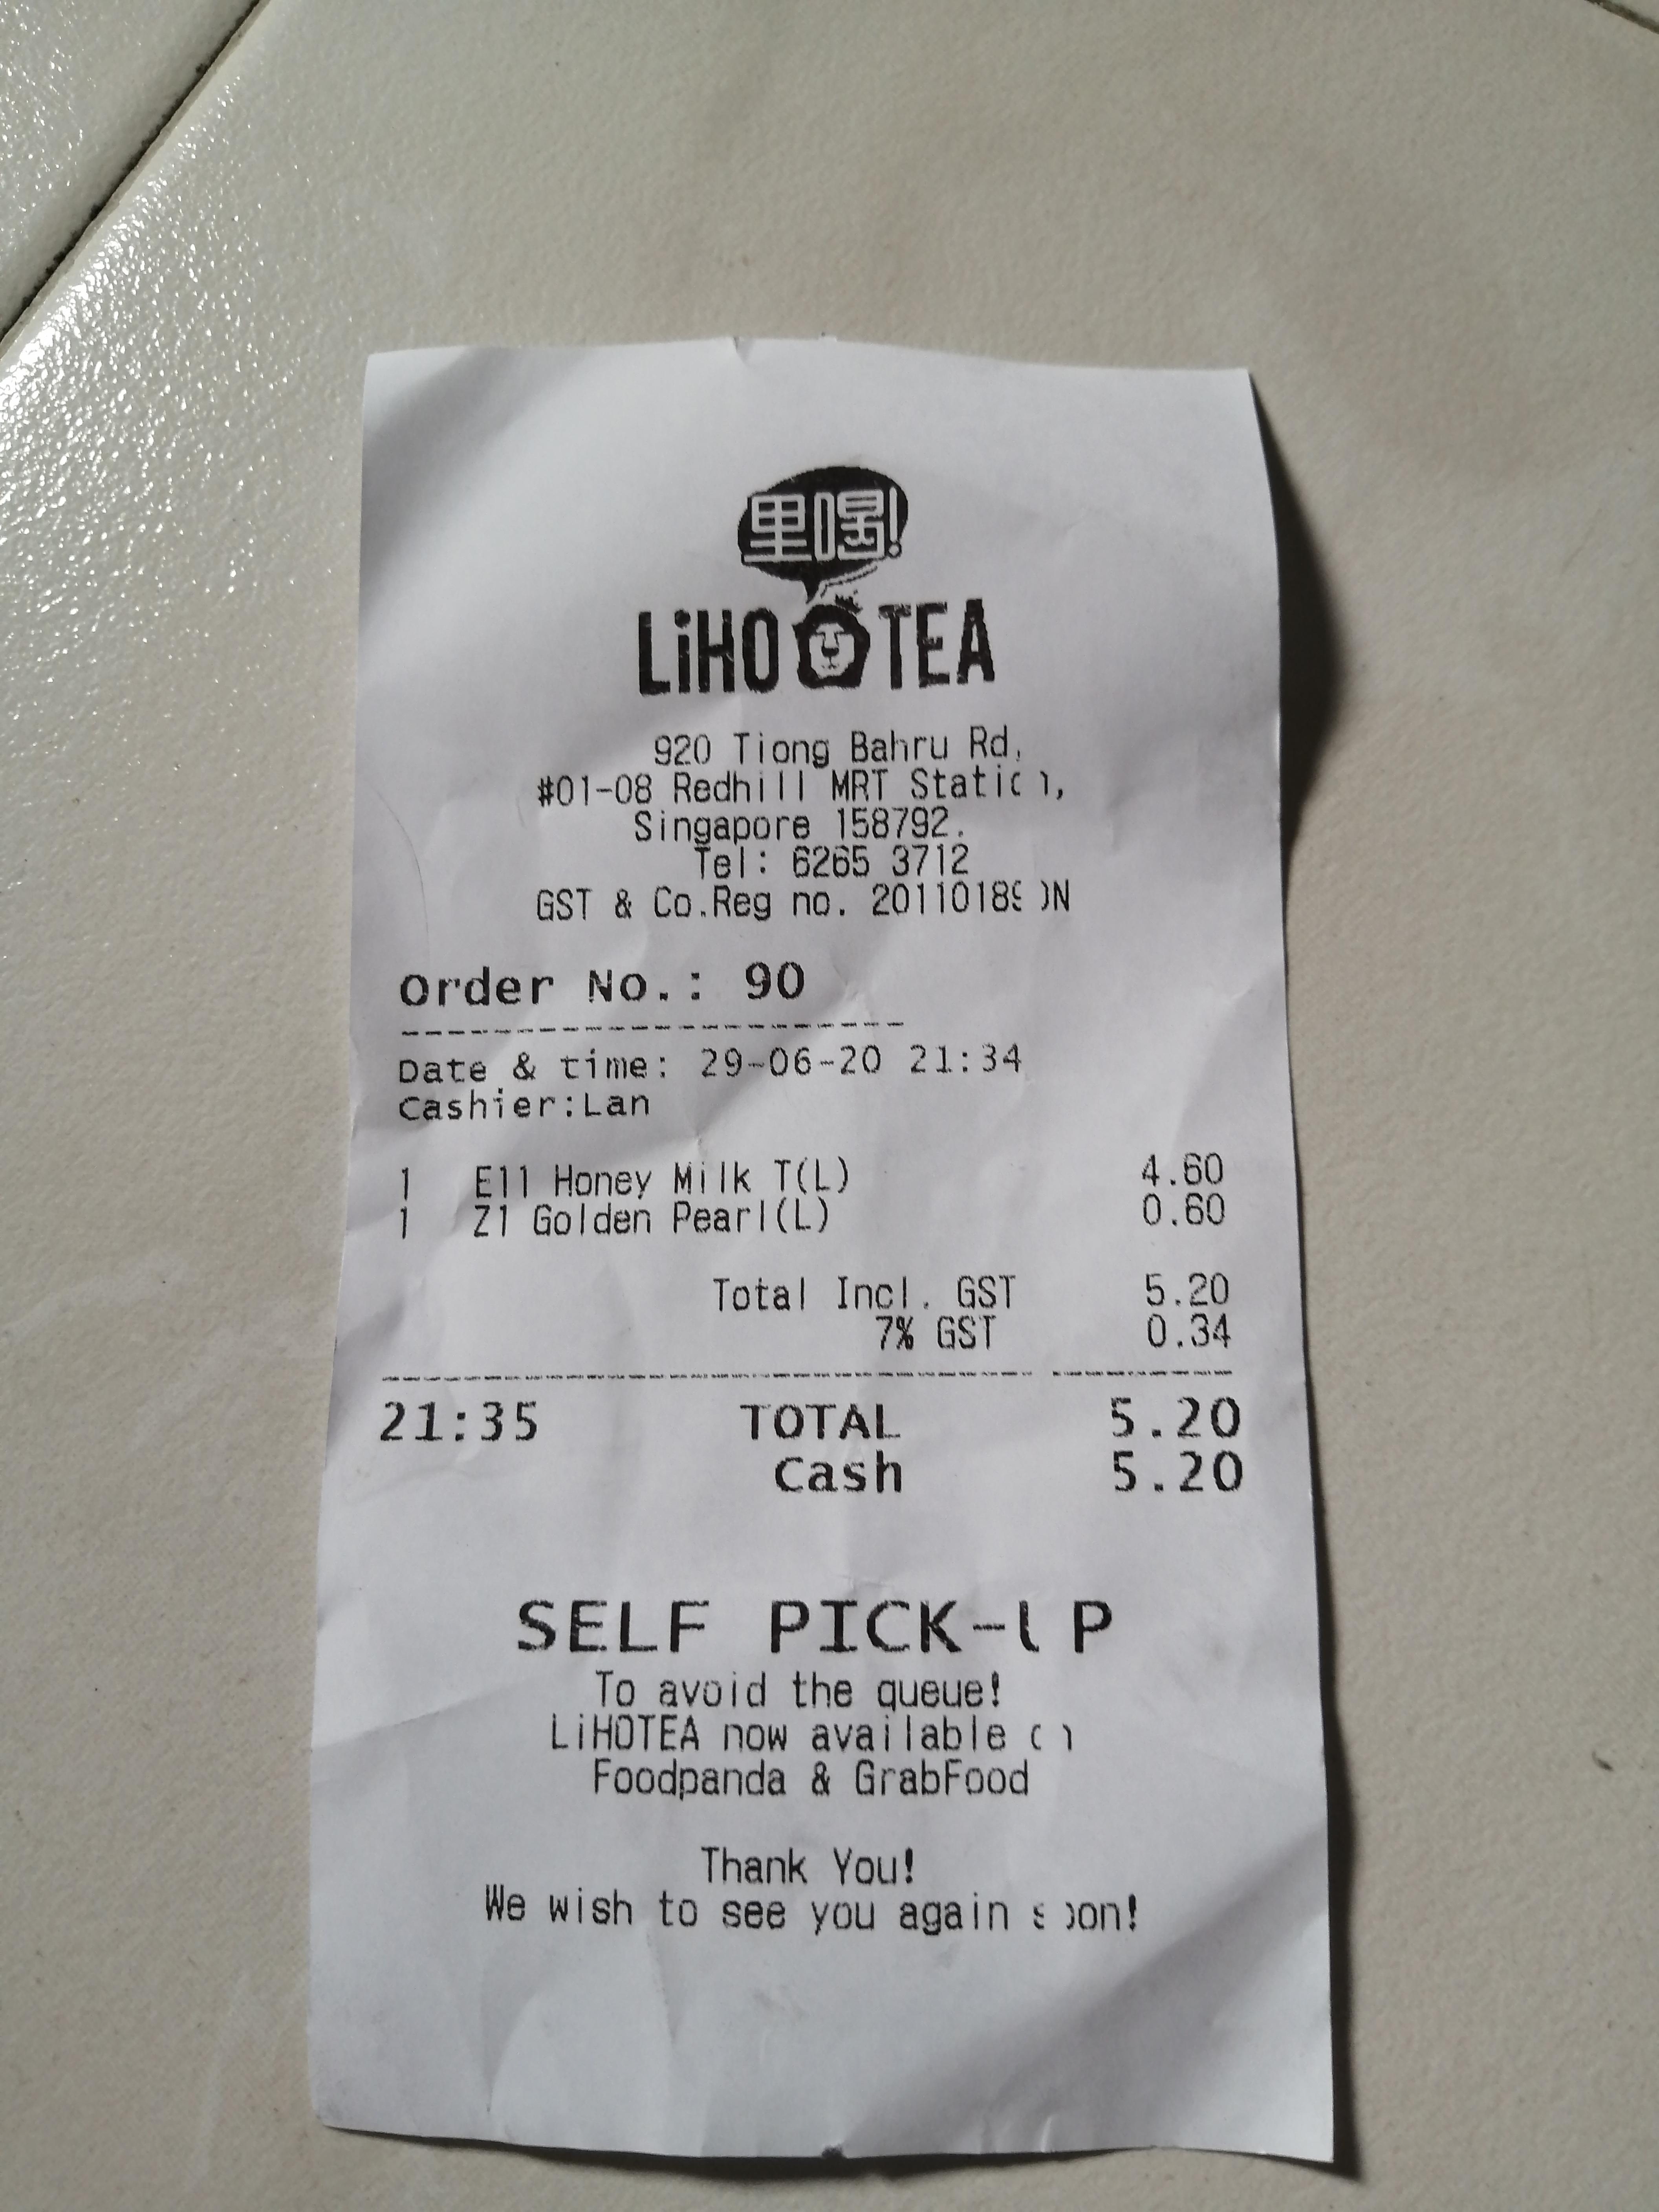 里喝!
LiHO TEA
920 Tiong Bahru Rd,
#01-08 Redhill MRT Station,
Singapore 158792.
Tel: 6265 3712
GST & Co.Reg no. 201101890N
Order No.: 90
Date & time: 29-06-20 21:34
Cashier:Lan
1 E11 Honey Milk T(L) 4.60
1 Z1 Golden Pearl(L) 0.60
Total Incl. GST 5.20
7% GST 0.34
21:35 TOTAL 5.20
Cash 5.20
SELF PICK-UP
To avoid the queue!
LiHOTEA now available on
Foodpanda & GrabFood
Thank You!
We wish to see you again soon!